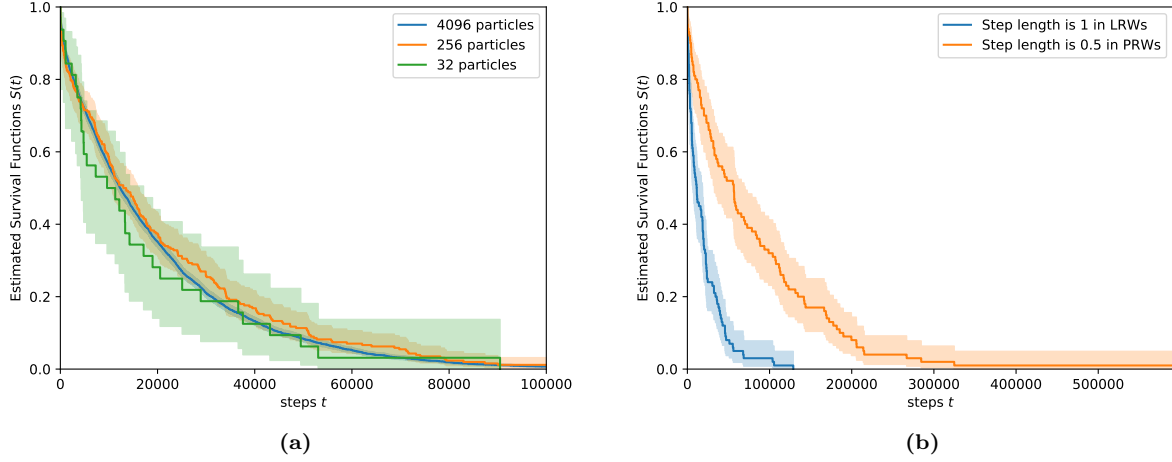 1.0
0.8
0.6
0.4
0.2
0.0
Estimated Survival Functions S(t)
4096 particles
256 particles
32 particles
0 20000 40000 60000 80000 100000
steps t
(a)
1.0
0.8
0.6
0.4
0.2
0.0
Estimated Survival Functions S(t)
Step length is 1 in LRWs
Step length is 0.5 in PRWs
0 100000 200000 300000 400000 500000
steps t
(b)